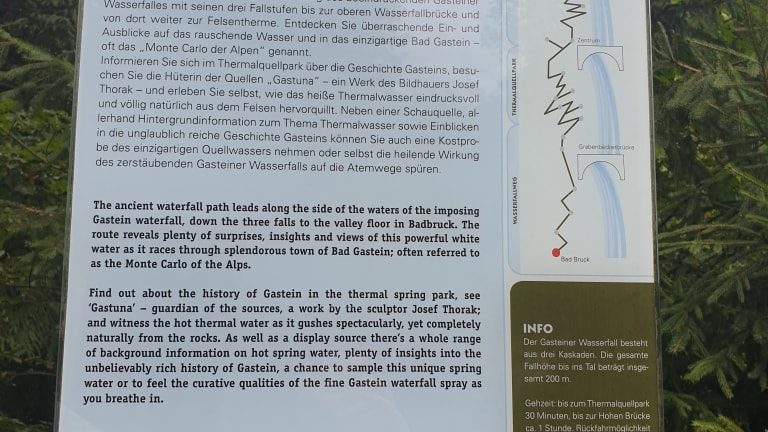 Wasserfalles mit seinen drei Fallstufen bis zur oberen Wasserfallbrücke und
von dort weiter zur Felsentherme. Entdecken Sie überraschende Ein- und
Ausblicke auf das rauschende Wasser und in das einzigartige Bad Gastein –
oft das „Monte Carlo der Alpen" genannt.
Informieren Sie sich im Thermalquellpark über die Geschichte Gasteins, besu-
chen Sie die Hüterin der Quellen „Gastuna" – ein Werk des Bildhauers Josef
Thorak – und erleben Sie selbst, wie das heiße Thermalwasser eindrucksvoll
und völlig natürlich aus dem Felsen hervorquillt. Neben einer Schauquelle, al-
lerhand Hintergrundinformation zum Thema Thermalwasser sowie Einblicken
in die unglaublich reiche Geschichte Gasteins können Sie auch eine Kostpro-
be des einzigartigen Quellwassers nehmen oder selbst die heilende Wirkung
des zerstäubenden Gasteiner Wasserfalls auf die Atemwege spüren.
The ancient waterfall path leads along the side of the waters of the imposing
Gastein waterfall, down the three falls to the valley floor in Badbruck. The
route reveals plenty of surprises, insights and views of this powerful white
water as it races through splendorous town of Bad Gastein; often referred to
as the Monte Carlo of the Alps.
Find out about the history of Gastein in the thermal spring park, see
'Gastuna' – guardian of the sources, a work by the sculptor Josef Thorak;
and witness the hot thermal water as it gushes spectacularly, yet completely
naturally from the rocks. As well as a display source there's a whole range
of background information on hot spring water, plenty of insights into the
unbelievably rich history of Gastein, a chance to sample this unique spring
water or to feel the curative qualities of the fine Gastein waterfall spray as
you breathe in.
THERMALQUELLPARK
WASSERFALLWEG
Zentrum
Grabenbäckerbrücke
Bad Bruck
INFO
Der Gasteiner Wasserfall besteht
aus drei Kaskaden. Die gesamte
Fallhöhe bis ins Tal beträgt insge-
samt 200 m.
Gehzeit: bis zum Thermalquellpark
30 Minuten, bis zur Hohen Brücke
ca. 1 Stunde. Rückfahrmöglichkeit